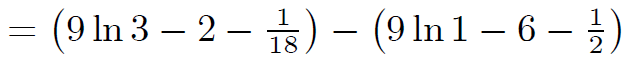 = (9 ln 3 − 2 − 1/18) − (9 ln 1 − 6 − 1/2)